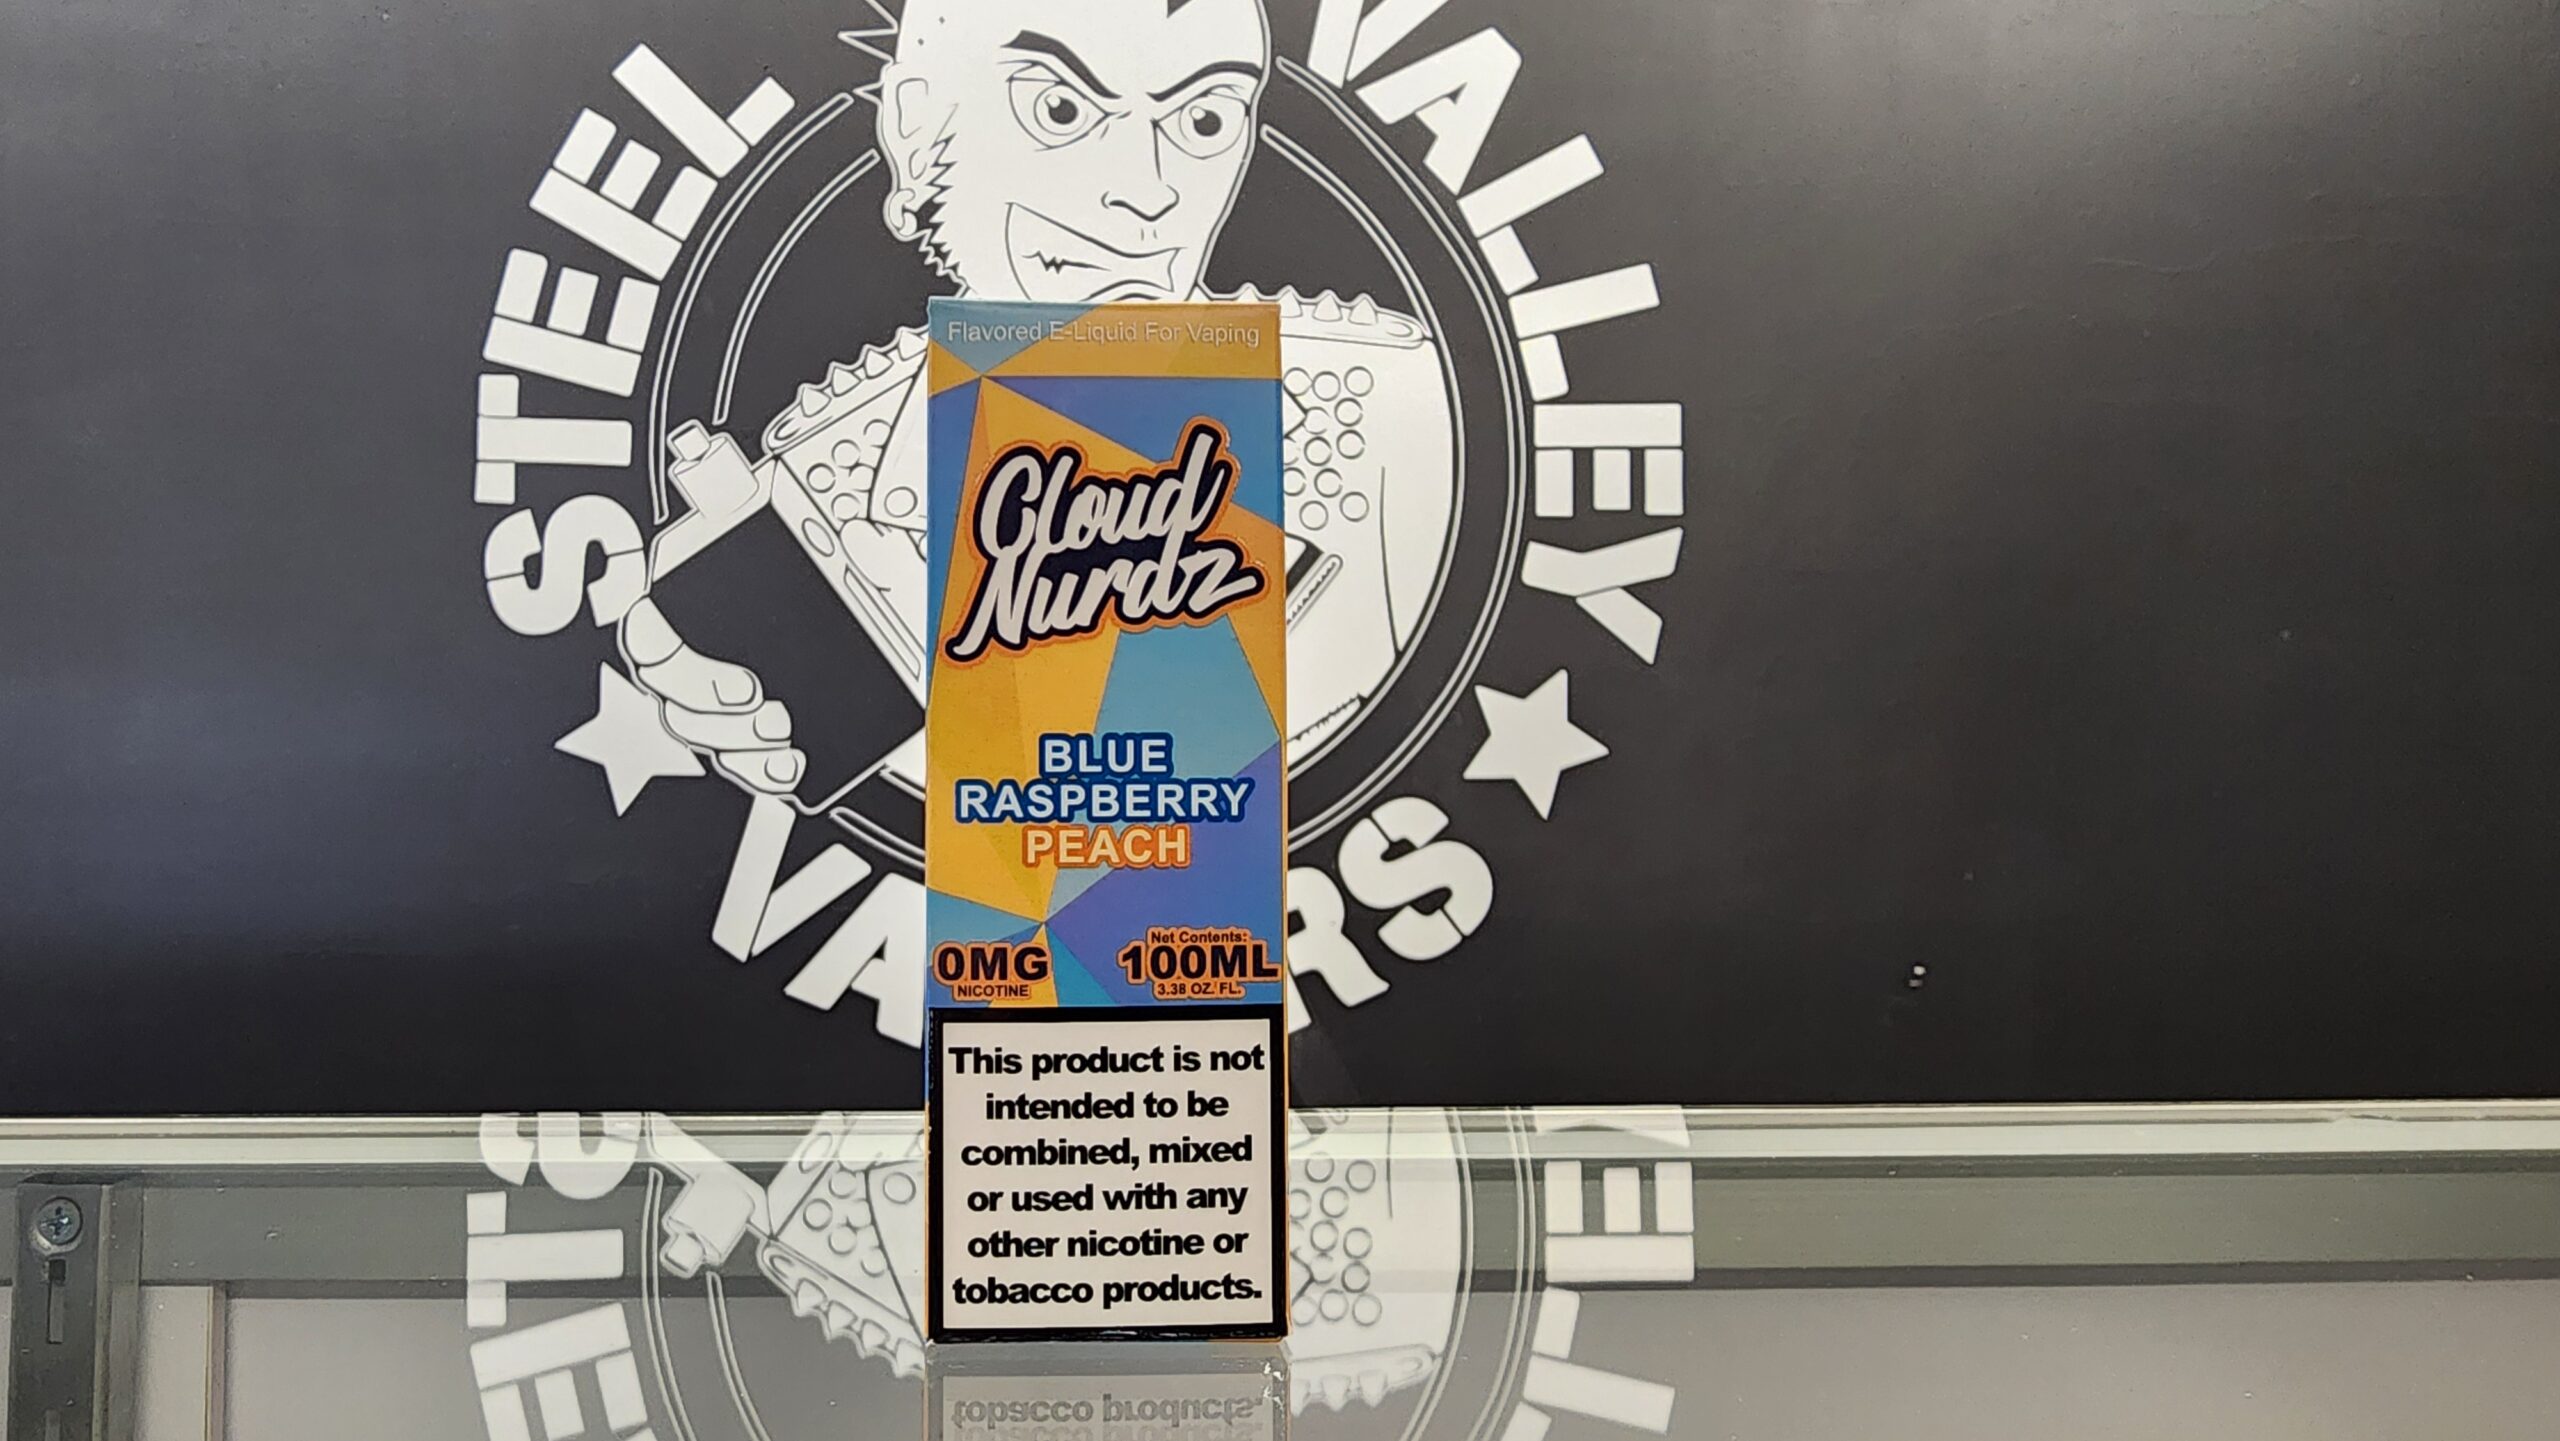 STEEL VALLEY
VA RS
Flavored E-Liquid For Vaping
Cloud
Nurdz
BLUE
RASPBERRY
PEACH
0MG
NICOTINE
Net Contents:
100ML
3.38 OZ. FL.
This product is not
intended to be
combined, mixed
or used with any
other nicotine or
tobacco products.
tobacco products.